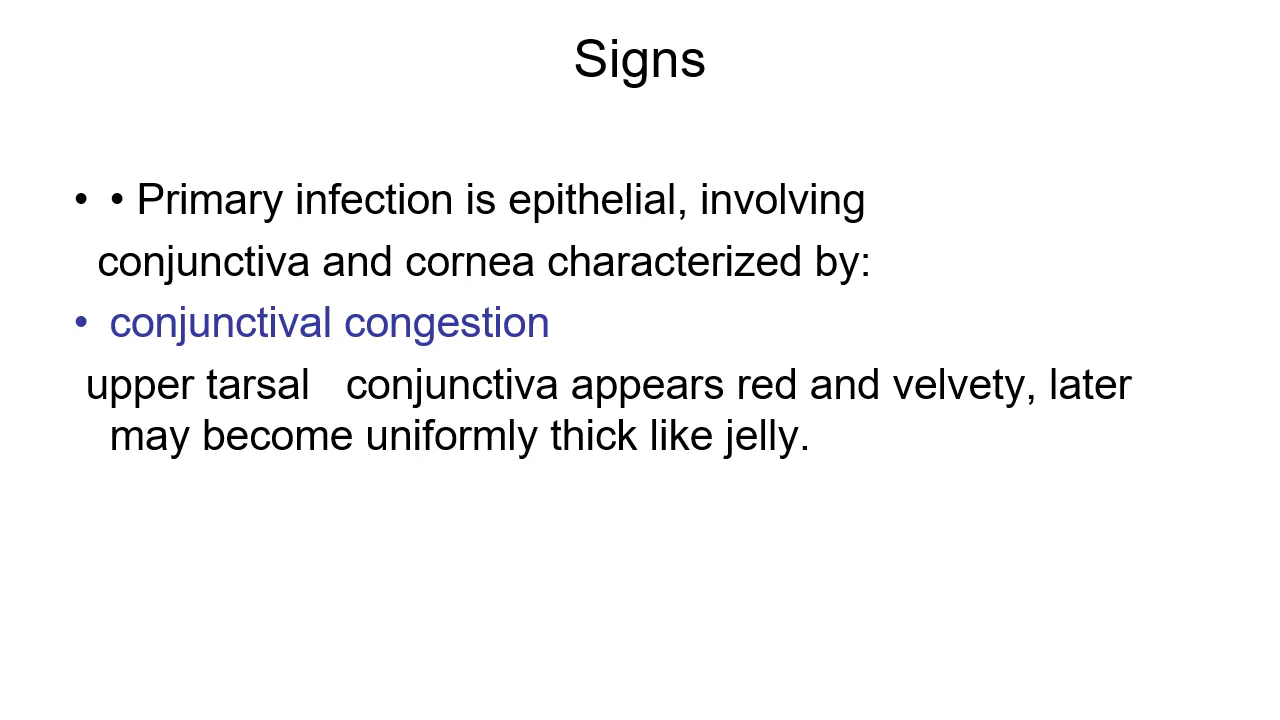 Signs
• • Primary infection is epithelial, involving
conjunctiva and cornea characterized by:
• conjunctival congestion
upper tarsal   conjunctiva appears red and velvety, later
may become uniformly thick like jelly.